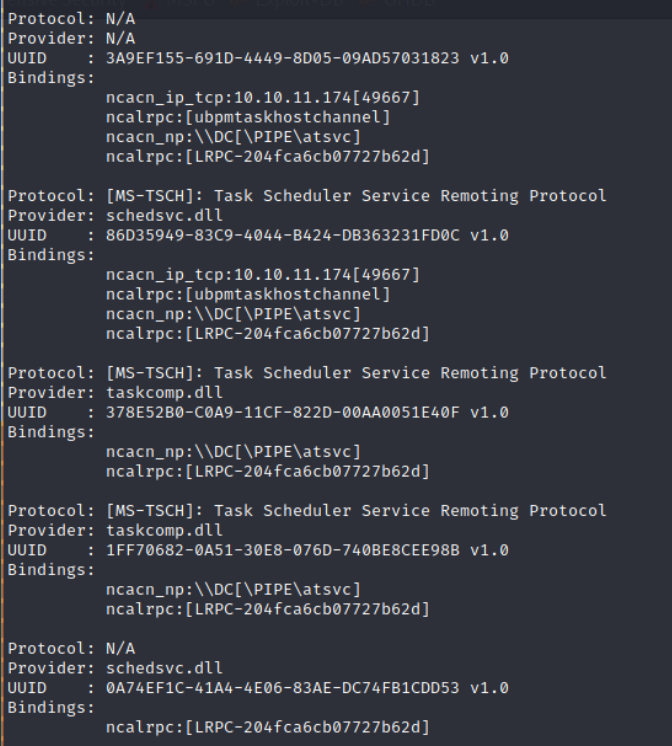 Protocol: N/A
Provider: N/A
UUID    : 3A9EF155-691D-4449-8D05-09AD57031823 v1.0
Bindings:
          ncacn_ip_tcp:10.10.11.174[49667]
          ncalrpc:[ubpmtaskhostchannel]
          ncacn_np:\\DC[\PIPE\atsvc]
          ncalrpc:[LRPC-204fca6cb07727b62d]
Protocol: [MS-TSCH]: Task Scheduler Service Remoting Protocol
Provider: schedsvc.dll
UUID    : 86D35949-83C9-4044-B424-DB363231FD0C v1.0
Bindings:
          ncacn_ip_tcp:10.10.11.174[49667]
          ncalrpc:[ubpmtaskhostchannel]
          ncacn_np:\\DC[\PIPE\atsvc]
          ncalrpc:[LRPC-204fca6cb07727b62d]
Protocol: [MS-TSCH]: Task Scheduler Service Remoting Protocol
Provider: taskcomp.dll
UUID    : 378E52B0-C0A9-11CF-822D-00AA0051E40F v1.0
Bindings:
          ncacn_np:\\DC[\PIPE\atsvc]
          ncalrpc:[LRPC-204fca6cb07727b62d]
Protocol: [MS-TSCH]: Task Scheduler Service Remoting Protocol
Provider: taskcomp.dll
UUID    : 1FF70682-0A51-30E8-076D-740BE8CEE98B v1.0
Bindings:
          ncacn_np:\\DC[\PIPE\atsvc]
          ncalrpc:[LRPC-204fca6cb07727b62d]
Protocol: N/A
Provider: schedsvc.dll
UUID    : 0A74EF1C-41A4-4E06-83AE-DC74FB1CDD53 v1.0
Bindings:
          ncalrpc:[LRPC-204fca6cb07727b62d]